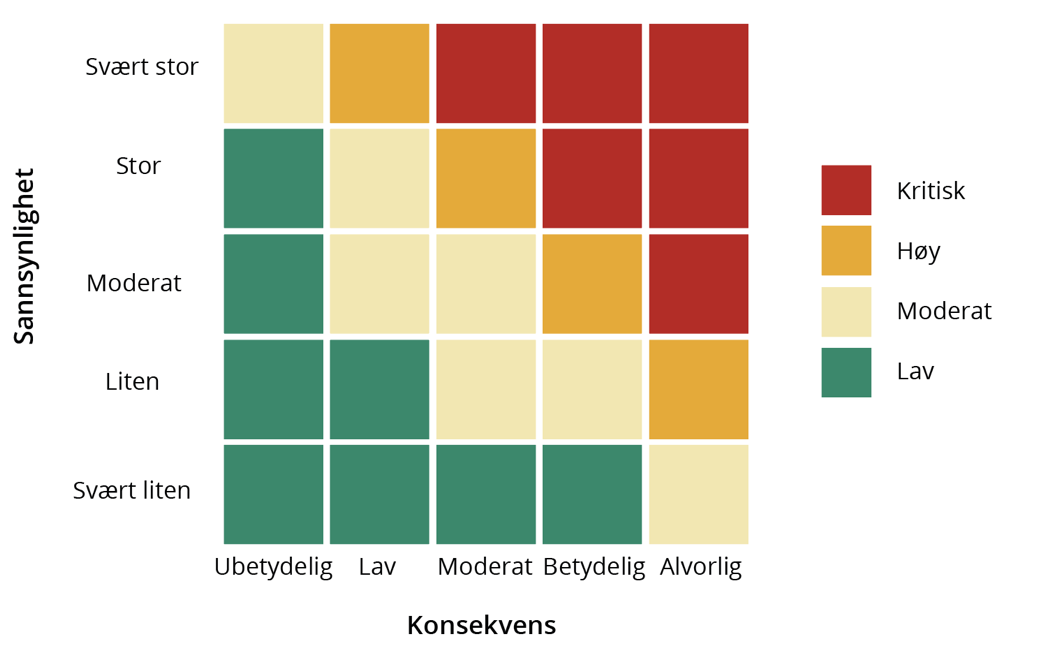 Svært stor
Stor
Moderat
Liten
Svært liten
Sannsynlighet
Ubetydelig Lav Moderat Betydelig Alvorlig
Konsekvens
Kritisk
Høy
Moderat
Lav